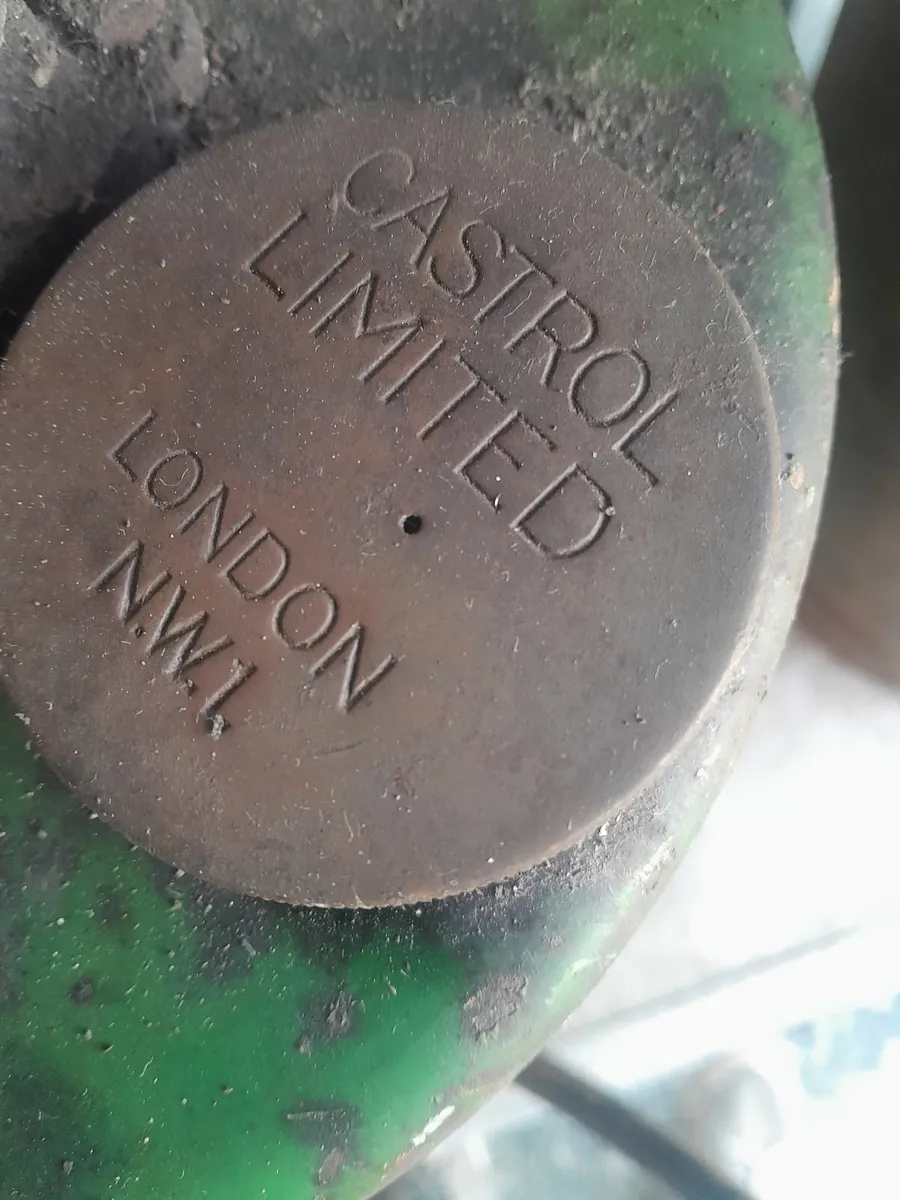 CASTROL
LIMITED
LONDON
N.W.1.